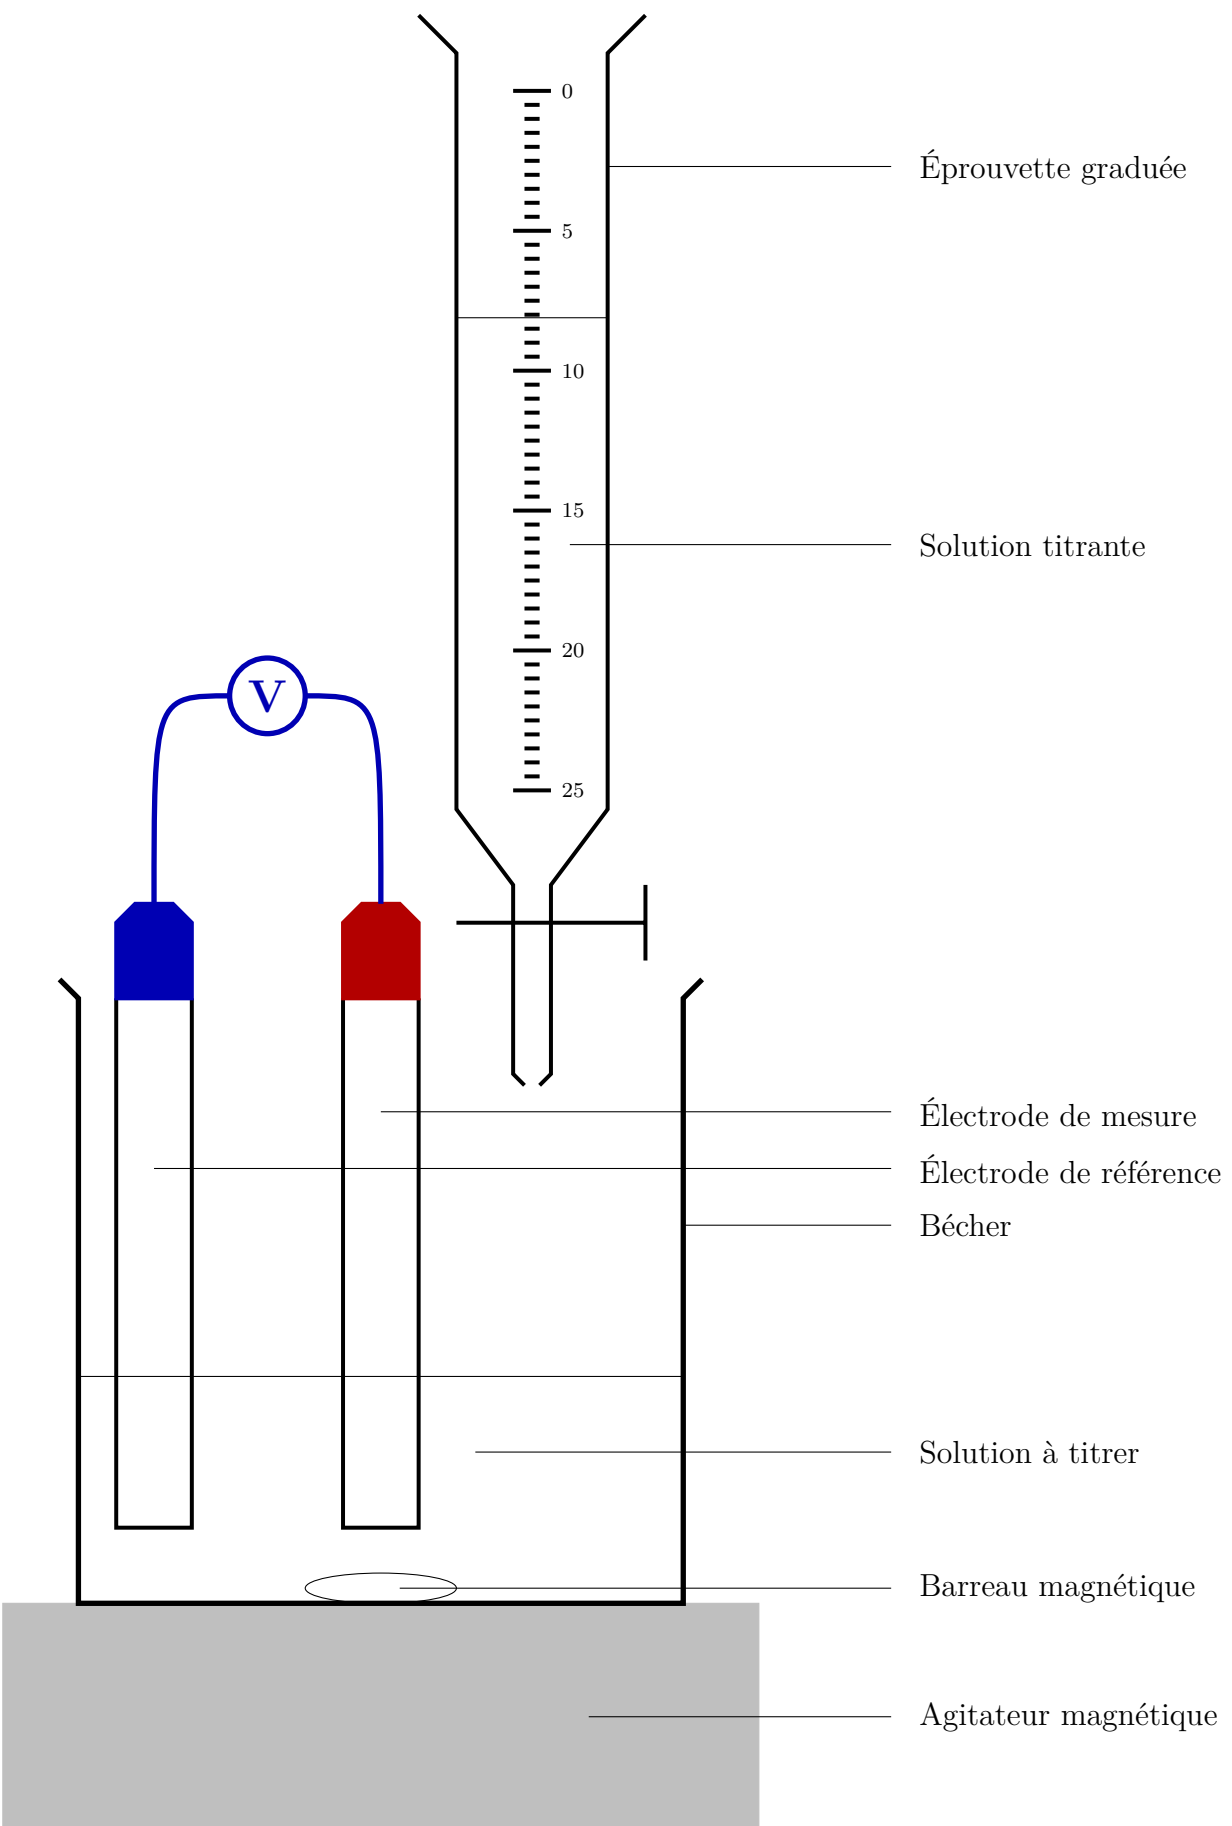 0
Éprouvette graduée
5
10
15
Solution titrante
20
V
25
Électrode de mesure
Électrode de référence
Bécher
Solution à titrer
Barreau magnétique
Agitateur magnétique